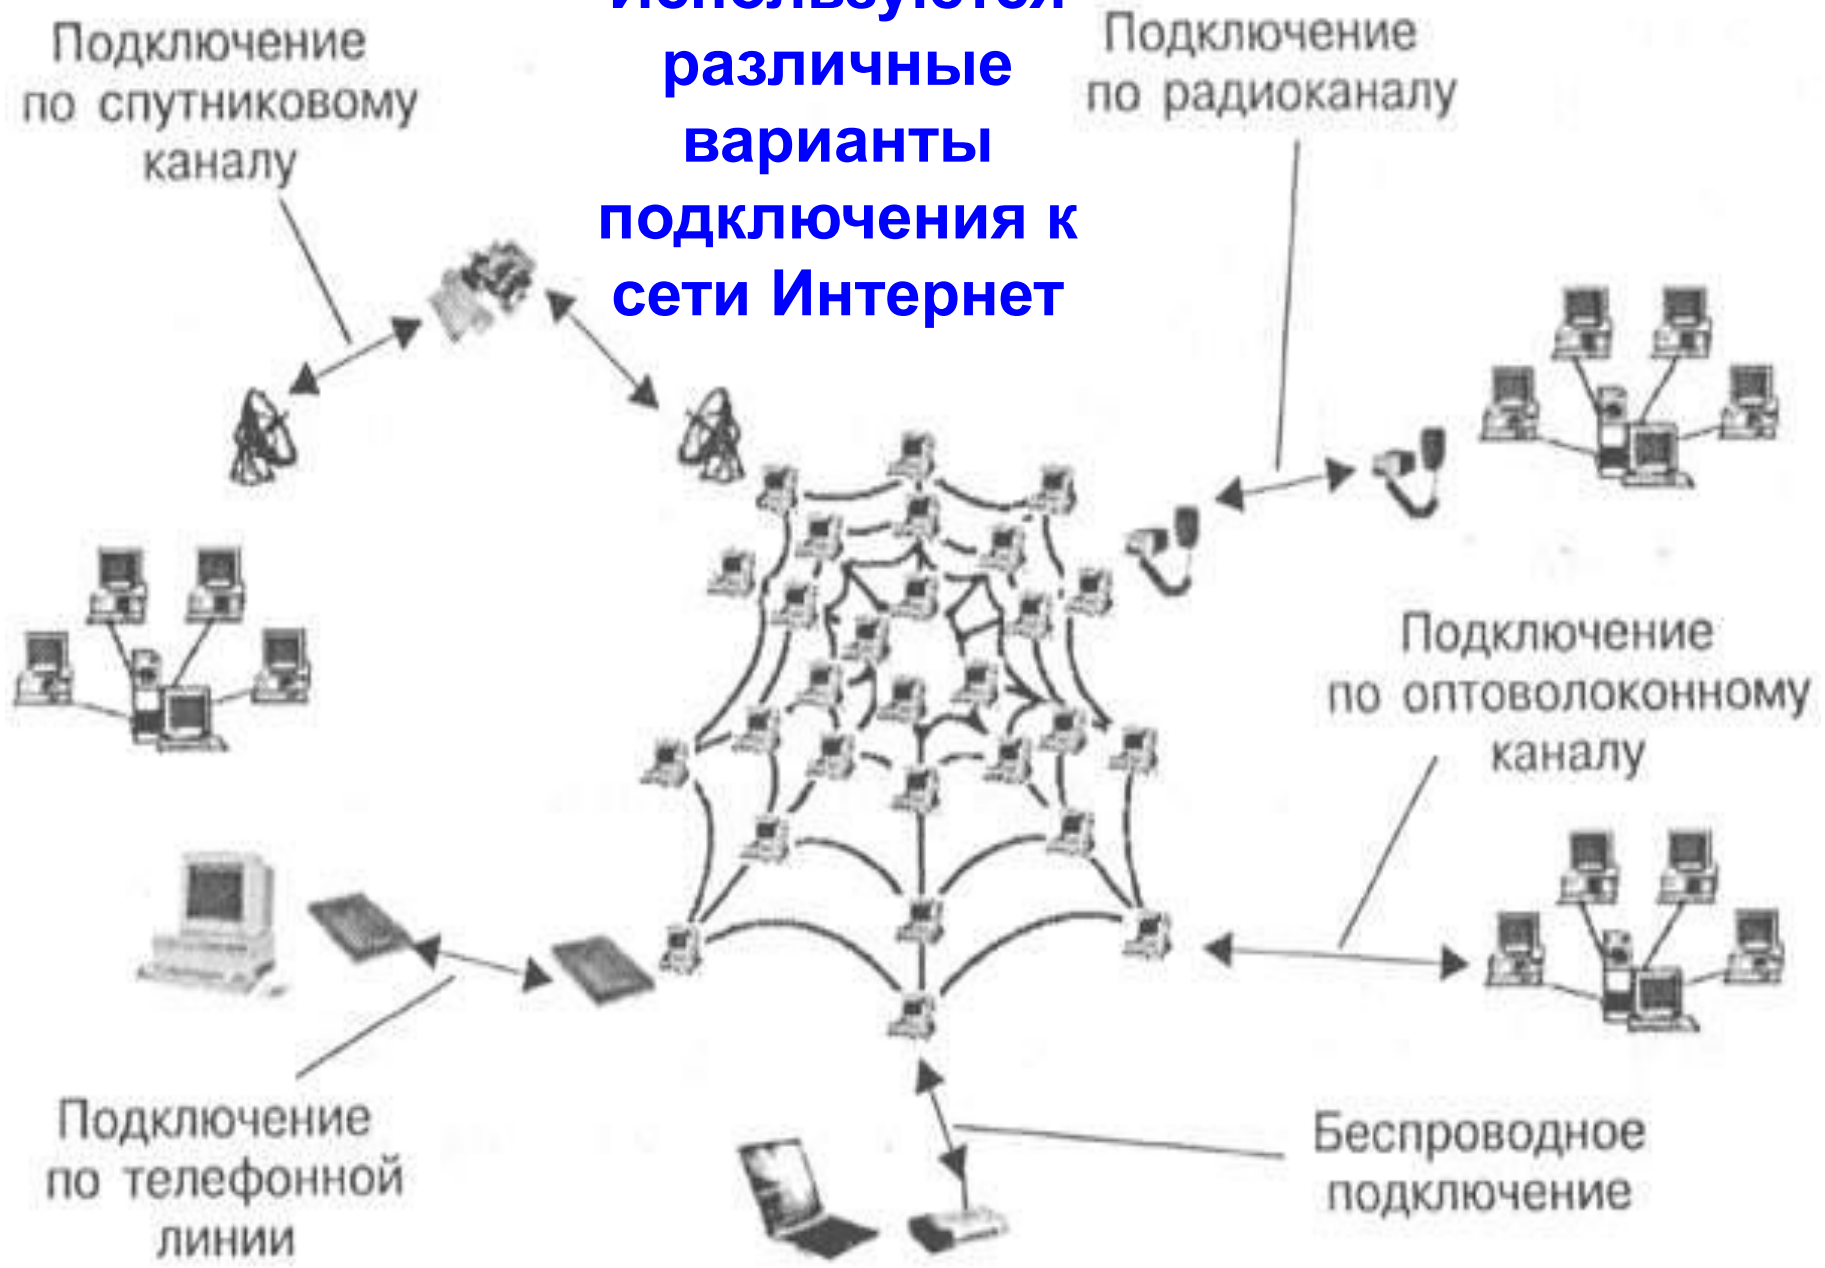 Используются
различные
варианты
подключения к
сети Интернет
Подключение
по спутниковому
каналу
Подключение
по радиоканалу
Подключение
по оптоволоконному
каналу
Подключение
по телефонной
линии
Беспроводное
подключение